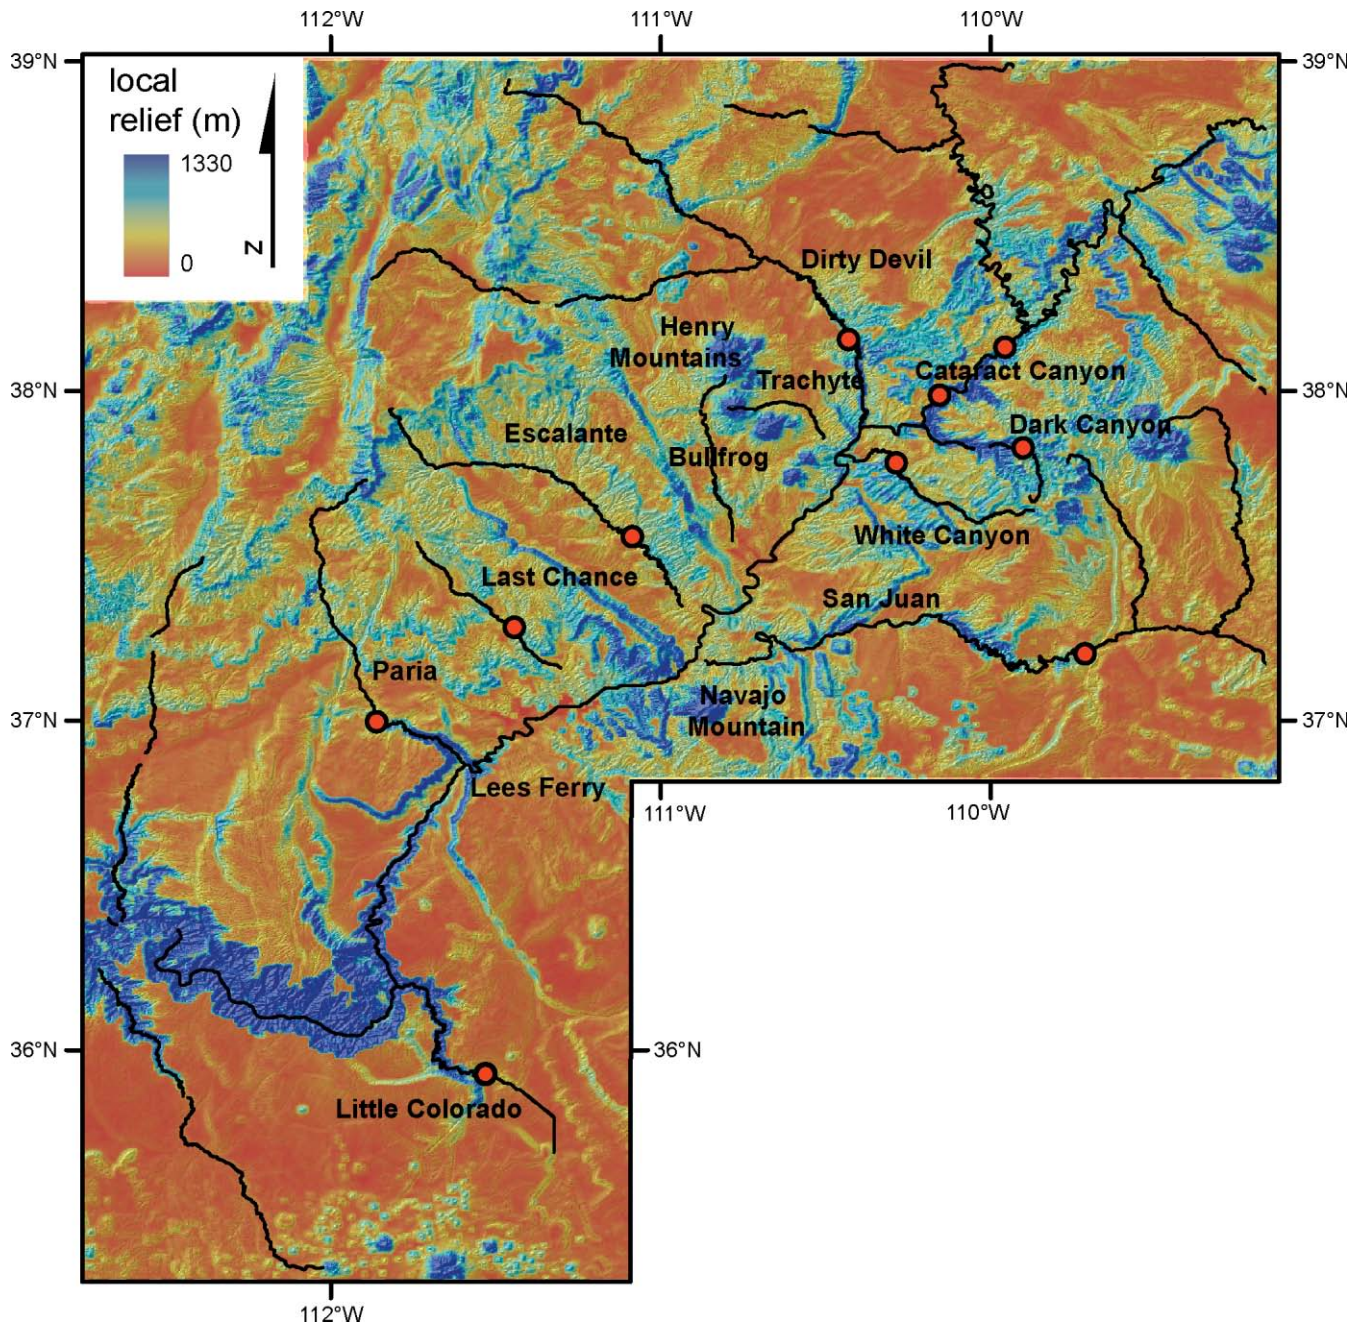 112°W
111°W
110°W
39°N
39°N
local
relief (m)
1330
0
N
Dirty Devil
Henry
Mountains
Trachyte
Cataract Canyon
38°N
38°N
Dark Canyon
Escalante
Bullfrog
White Canyon
Last Chance
San Juan
Paria
Navajo
Mountain
37°N
37°N
Lees Ferry
111°W
110°W
36°N
36°N
Little Colorado
112°W